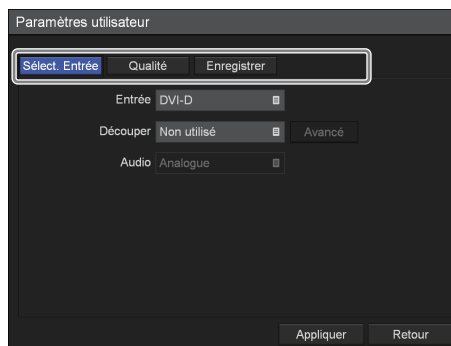 Paramètres utilisateur
Sélect. Entrée Qualité Enregistrer
Entrée DVI-D
Découper Non utilisé Avancé
Audio Analogue
Appliquer Retour